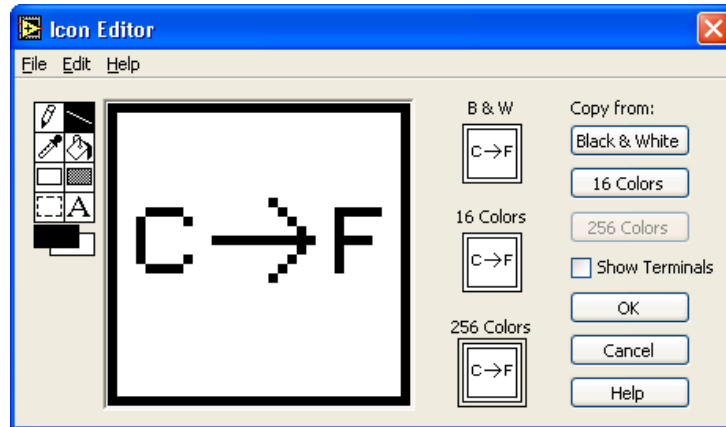 Icon Editor
File Edit Help
B & W
C→F
16 Colors
C→F
256 Colors
C→F
A
C→F
Copy from:
Black & White
16 Colors
256 Colors
Show Terminals
OK
Cancel
Help